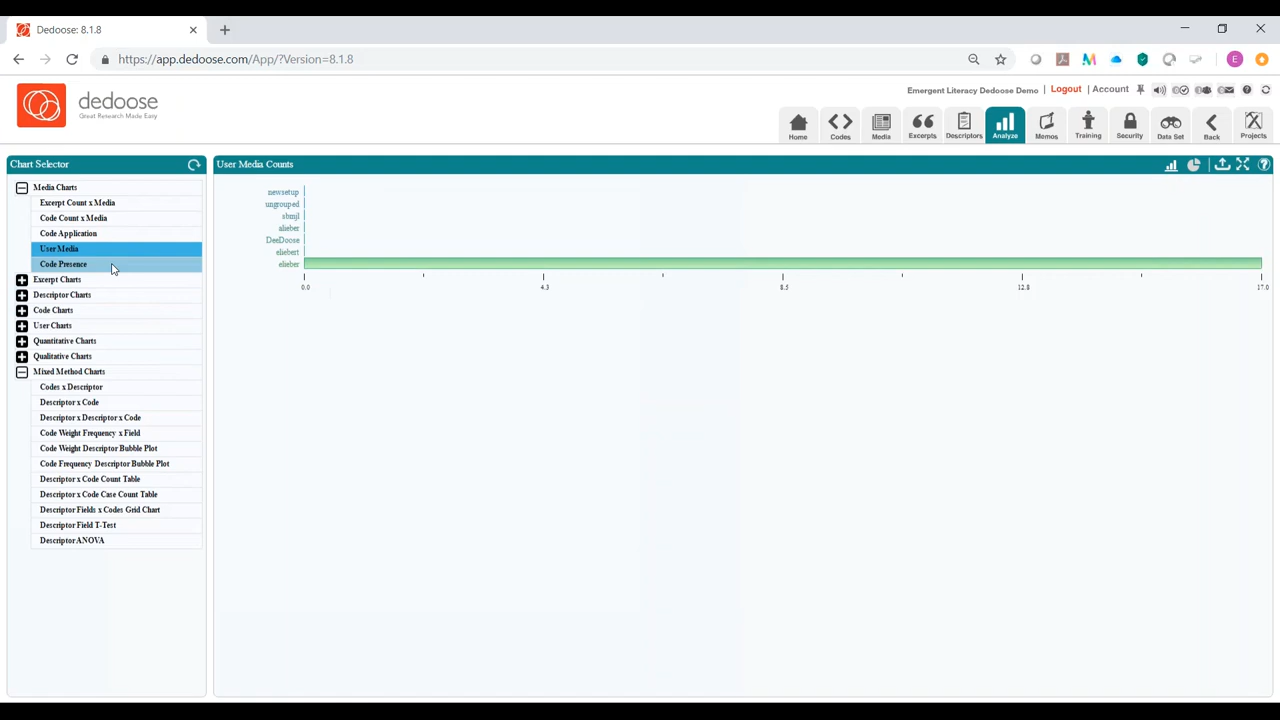 Dedoose: 8.1.8
https://app.dedoose.com/App/?Version=8.1.8
E
dedoose
Great Research Made Easy
Emergent Literacy Dedoose Demo | Logout | Account
Home Codes Media Excerpts Descriptors Analyze Memos Training Security Data Set Back Projects
Chart Selector
Media Charts
Excerpt Count x Media
Code Count x Media
Code Application
User Media
Code Presence
Excerpt Charts
Descriptor Charts
Code Charts
User Charts
Quantitative Charts
Qualitative Charts
Mixed Method Charts
Codes x Descriptor
Descriptor x Code
Descriptor x Descriptor x Code
Code Weight Frequency x Field
Code Weight Descriptor Bubble Plot
Code Frequency Descriptor Bubble Plot
Descriptor x Code Count Table
Descriptor x Code Case Count Table
Descriptor Fields x Codes Grid Chart
Descriptor Field T-Test
Descriptor ANOVA
User Media Counts
newsetup
ungrouped
sbmjl
alieber
DeeDoose
eliebert
elieber
0.0 4.3 8.5 12.8 17.0